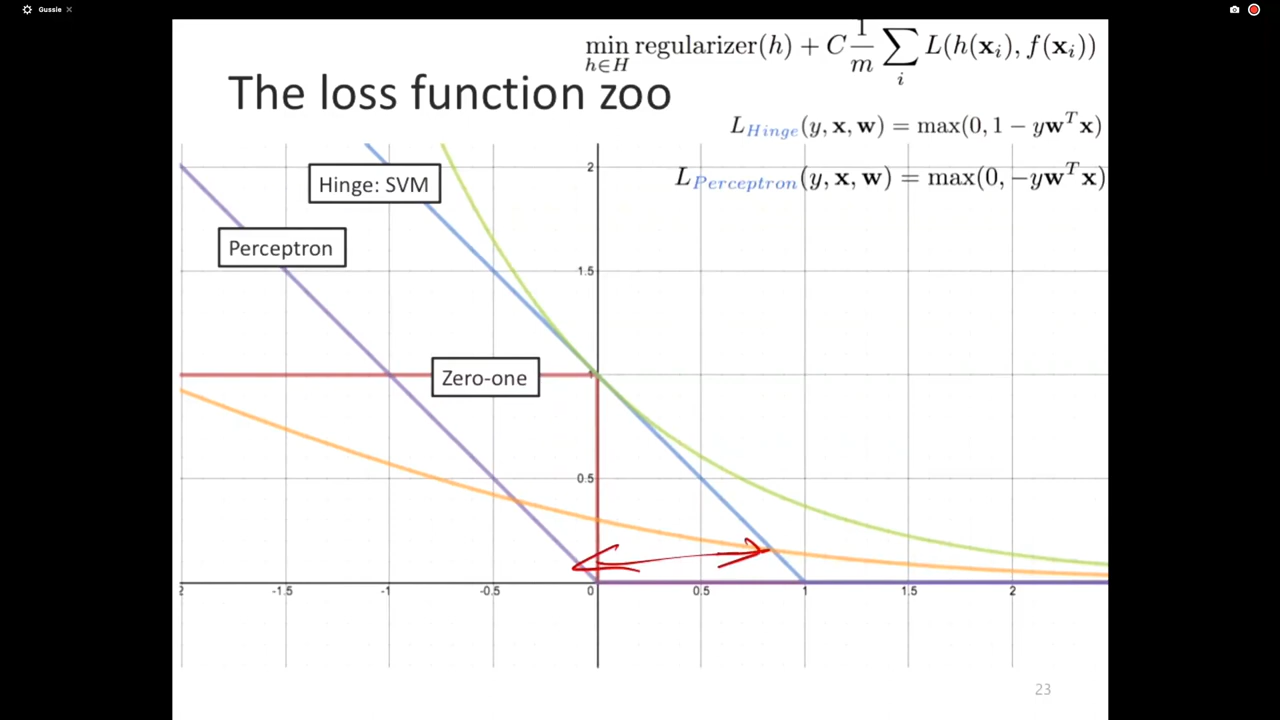 Gussie ×
min regularizer(h) + C 1/m ∑ L(h(xᵢ), f(xᵢ))
h∈H i
The loss function zoo
L_Hinge(y, x, w) = max(0, 1 − ywᵀx)
L_Perceptron(y, x, w) = max(0, −ywᵀx)
2
Hinge: SVM
Perceptron
1.5
1
Zero-one
0.5
2 -1.5 -1 -0.5 0 0.5 1 1.5 2
23